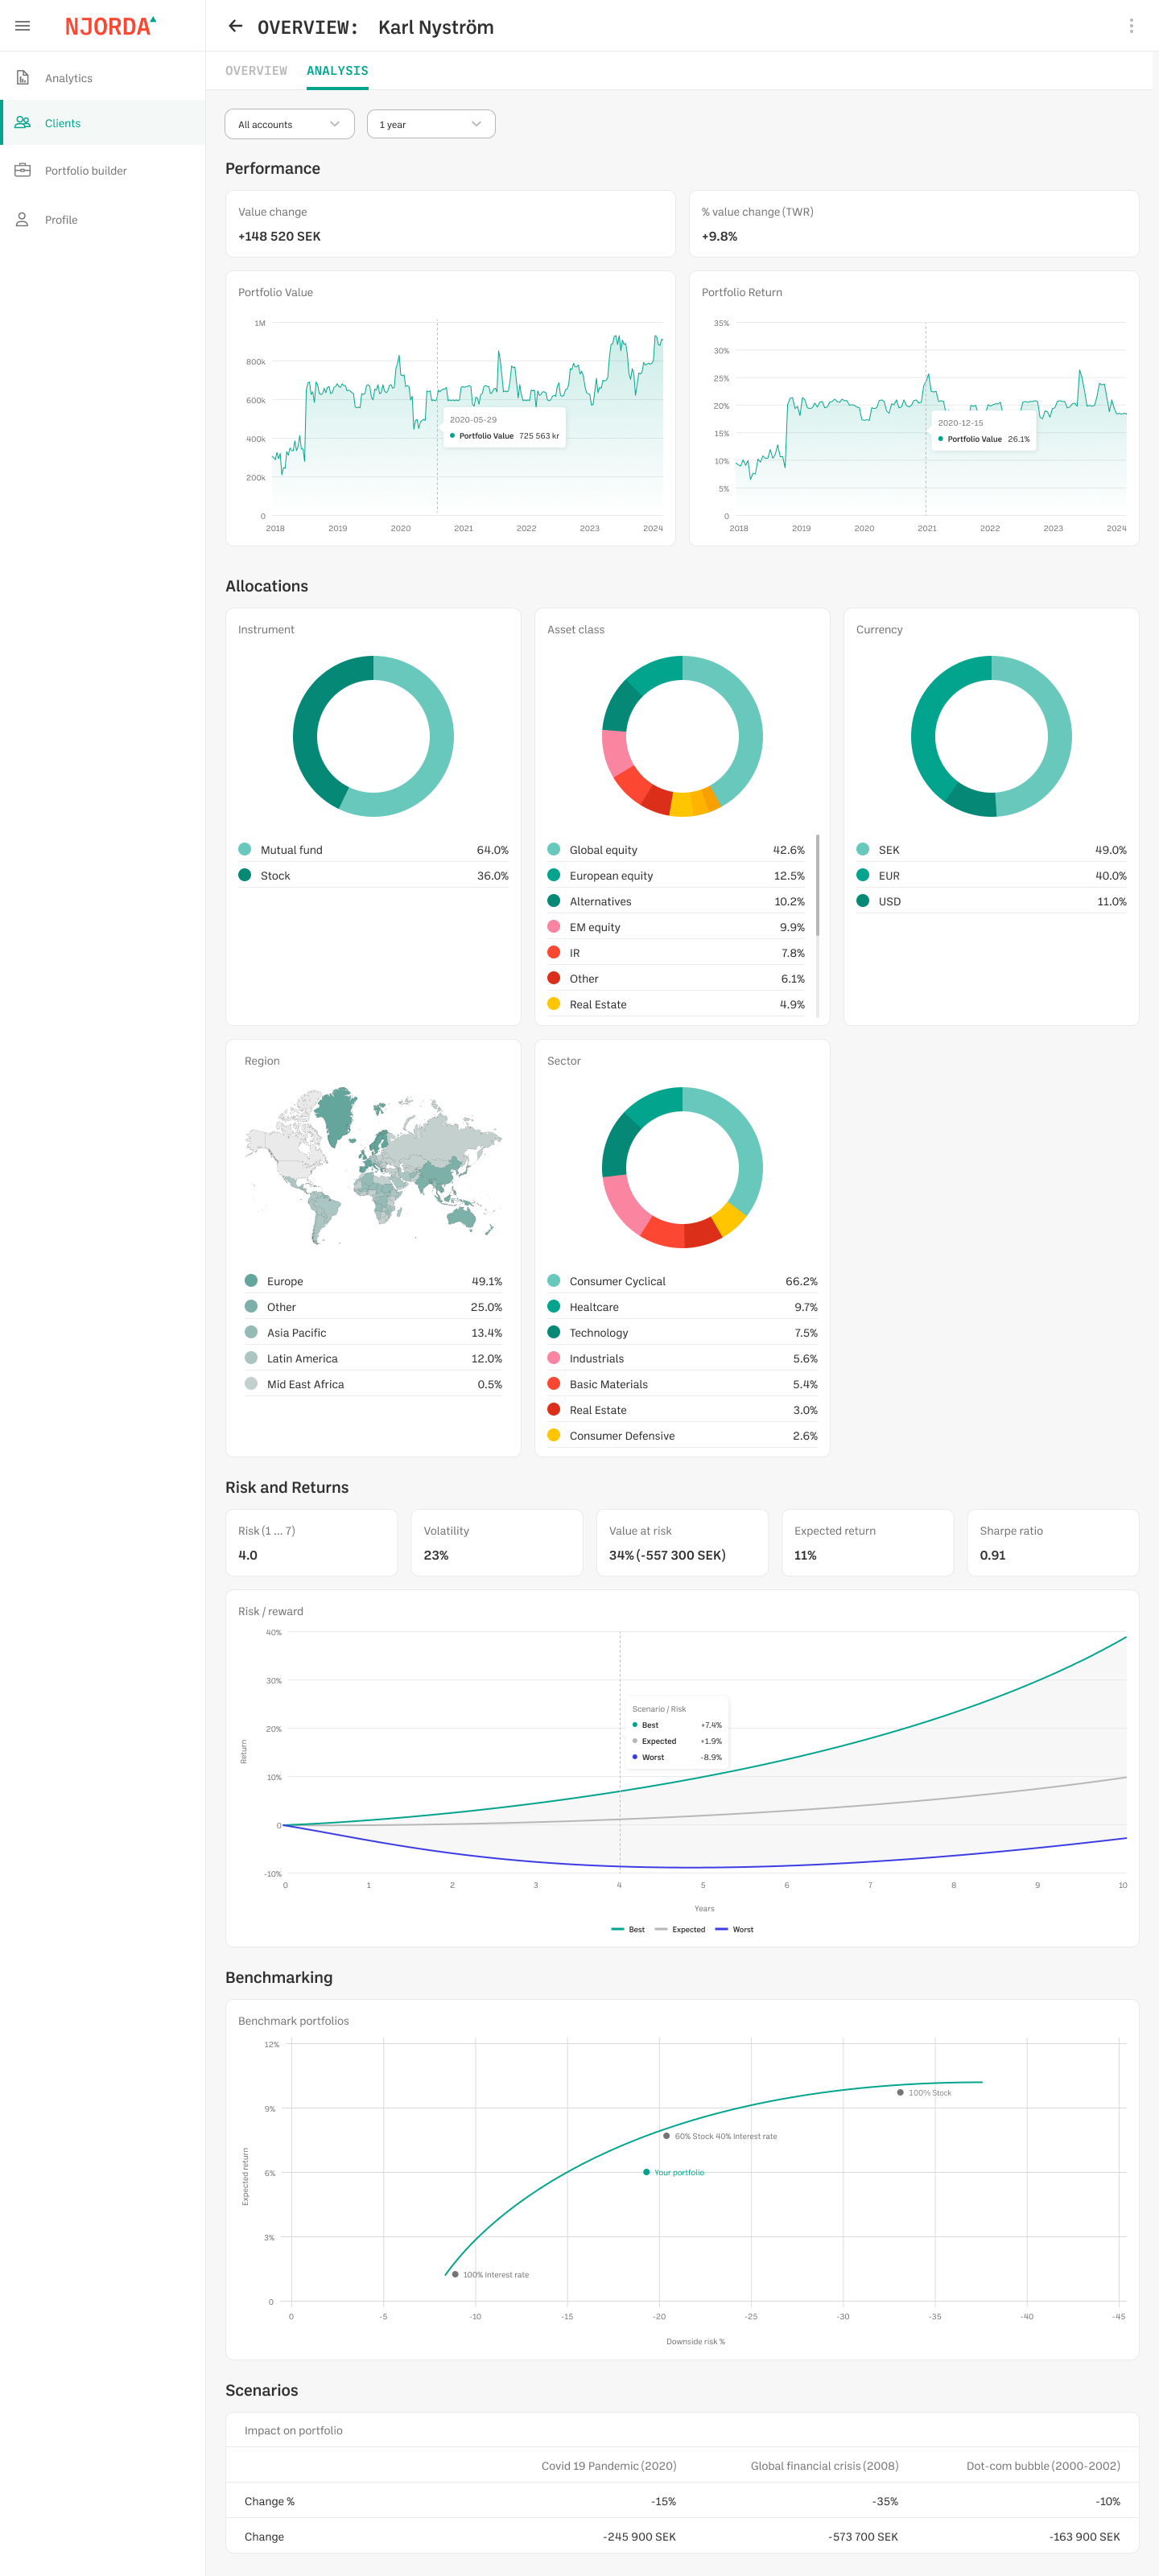 NJORDA
OVERVIEW: Karl Nyström
Analytics
Clients
Portfolio builder
Profile
OVERVIEW ANALYSIS
All accounts 1 year
Performance
Value change
+148 520 SEK
% value change (TWR)
+9.8%
Portfolio Value
1M
800k
600k
400k
200k
0
2018 2019 2020 2021 2022 2023 2024
2020-05-29
Portfolio Value 725 563 kr
Portfolio Return
35%
30%
25%
20%
15%
10%
5%
0
2018 2019 2020 2021 2022 2023 2024
2020-12-15
Portfolio Value 26.1%
Allocations
Instrument
Mutual fund 64.0%
Stock 36.0%
Asset class
Global equity 42.6%
European equity 12.5%
Alternatives 10.2%
EM equity 9.9%
IR 7.8%
Other 6.1%
Real Estate 4.9%
Currency
SEK 49.0%
EUR 40.0%
USD 11.0%
Region
Europe 49.1%
Other 25.0%
Asia Pacific 13.4%
Latin America 12.0%
Mid East Africa 0.5%
Sector
Consumer Cyclical 66.2%
Healtcare 9.7%
Technology 7.5%
Industrials 5.6%
Basic Materials 5.4%
Real Estate 3.0%
Consumer Defensive 2.6%
Risk and Returns
Risk (1 ... 7)
4.0
Volatility
23%
Value at risk
34% (-557 300 SEK)
Expected return
11%
Sharpe ratio
0.91
Risk / reward
40%
30%
20%
10%
0
-10%
Return
Scenario / Risk
Best +7.4%
Expected +1.9%
Worst -8.9%
0 1 2 3 4 5 6 7 8 9 10
Years
Best Expected Worst
Benchmarking
Benchmark portfolios
12%
9%
6%
3%
0
Expected return
100% Stock
60% Stock 40% Interest rate
Your portfolio
100% Interest rate
0 -5 -10 -15 -20 -25 -30 -35 -40 -45
Downside risk %
Scenarios
Impact on portfolio
Covid 19 Pandemic (2020) Global financial crisis (2008) Dot-com bubble (2000-2002)
Change % -15% -35% -10%
Change -245 900 SEK -573 700 SEK -163 900 SEK